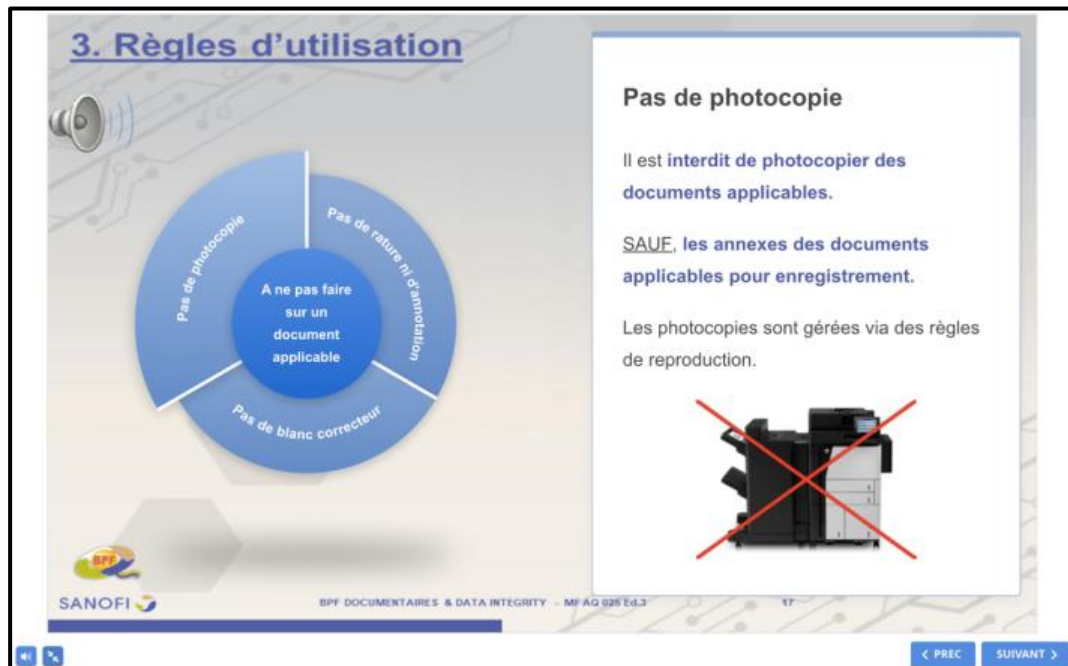 3. Règles d'utilisation
Pas de photocopie
Pas de rature ni d'annotation
Pas de blanc correcteur
A ne pas faire
sur un
document
applicable
Pas de photocopie
Il est interdit de photocopier des
documents applicables.
SAUF, les annexes des documents
applicables pour enregistrement.
Les photocopies sont gérées via des règles
de reproduction.
BPF
SANOFI
BPF DOCUMENTAIRES & DATA INTEGRITY - MF AQ 025 Ed.3
17
< PREC
SUIVANT >